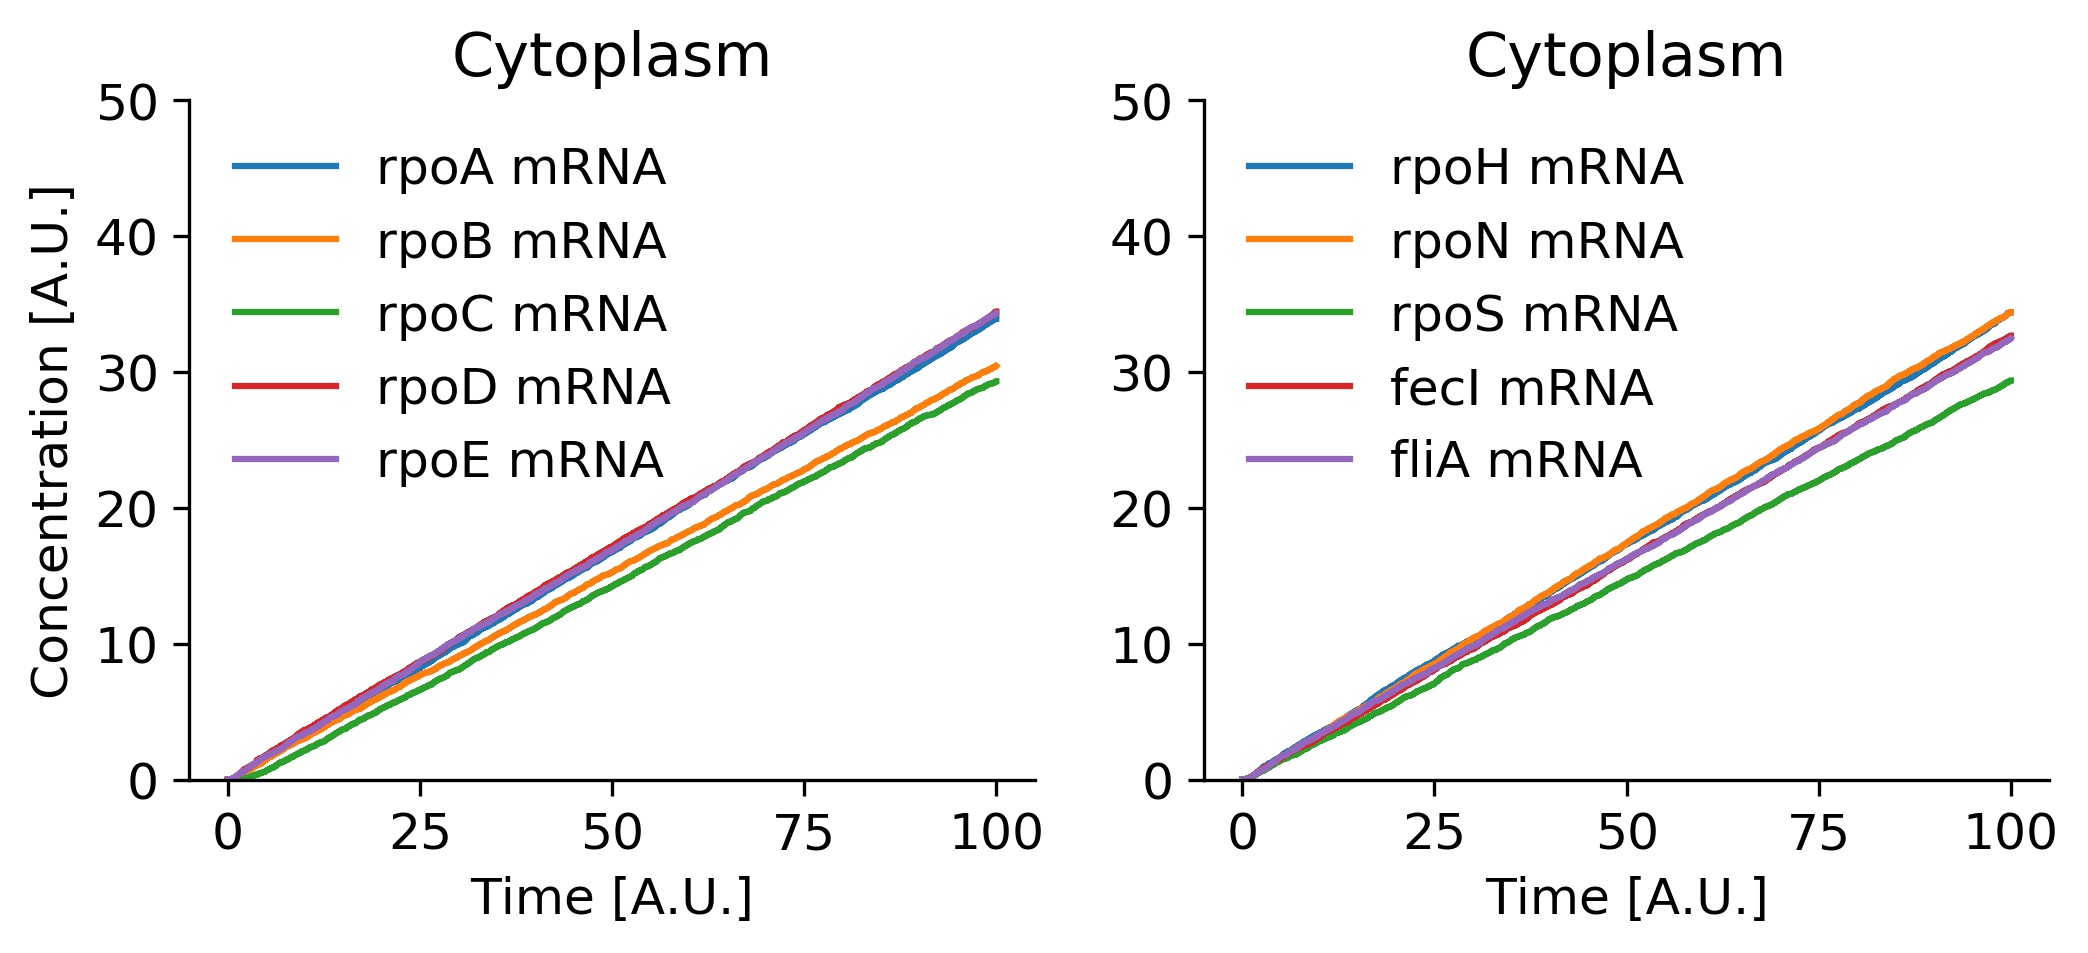 Cytoplasm
50
40
30
20
10
0
Concentration [A.U.]
rpoA mRNA
rpoB mRNA
rpoC mRNA
rpoD mRNA
rpoE mRNA
0 25 50 75 100
Time [A.U.]
Cytoplasm
50
40
30
20
10
0
rpoH mRNA
rpoN mRNA
rpoS mRNA
fecI mRNA
fliA mRNA
0 25 50 75 100
Time [A.U.]